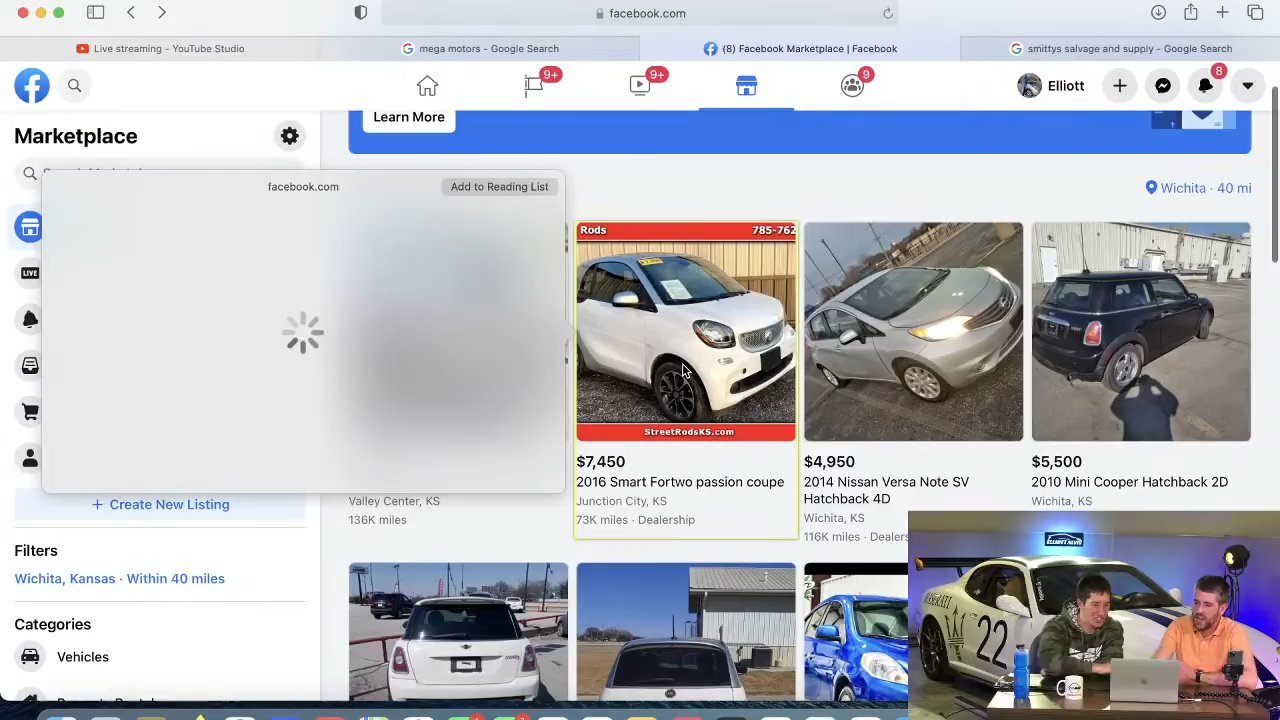 facebook.com
Live streaming - YouTube Studio
mega motors - Google Search
(8) Facebook Marketplace | Facebook
smittys salvage and supply - Google Search
9+
9+
9
8
Elliott
Marketplace
Learn More
facebook.com
Add to Reading List
Wichita · 40 mi
LIVE
Rods
785-762
StreetRodsKS.com
$7,450
2016 Smart Fortwo passion coupe
Junction City, KS
73K miles · Dealership
$4,950
2014 Nissan Versa Note SV
Hatchback 4D
Wichita, KS
116K miles · Dealers
$5,500
2010 Mini Cooper Hatchback 2D
Wichita, KS
Valley Center, KS
136K miles
+ Create New Listing
Filters
Wichita, Kansas · Within 40 miles
Categories
Vehicles
ELLIOTT ALVIS
22